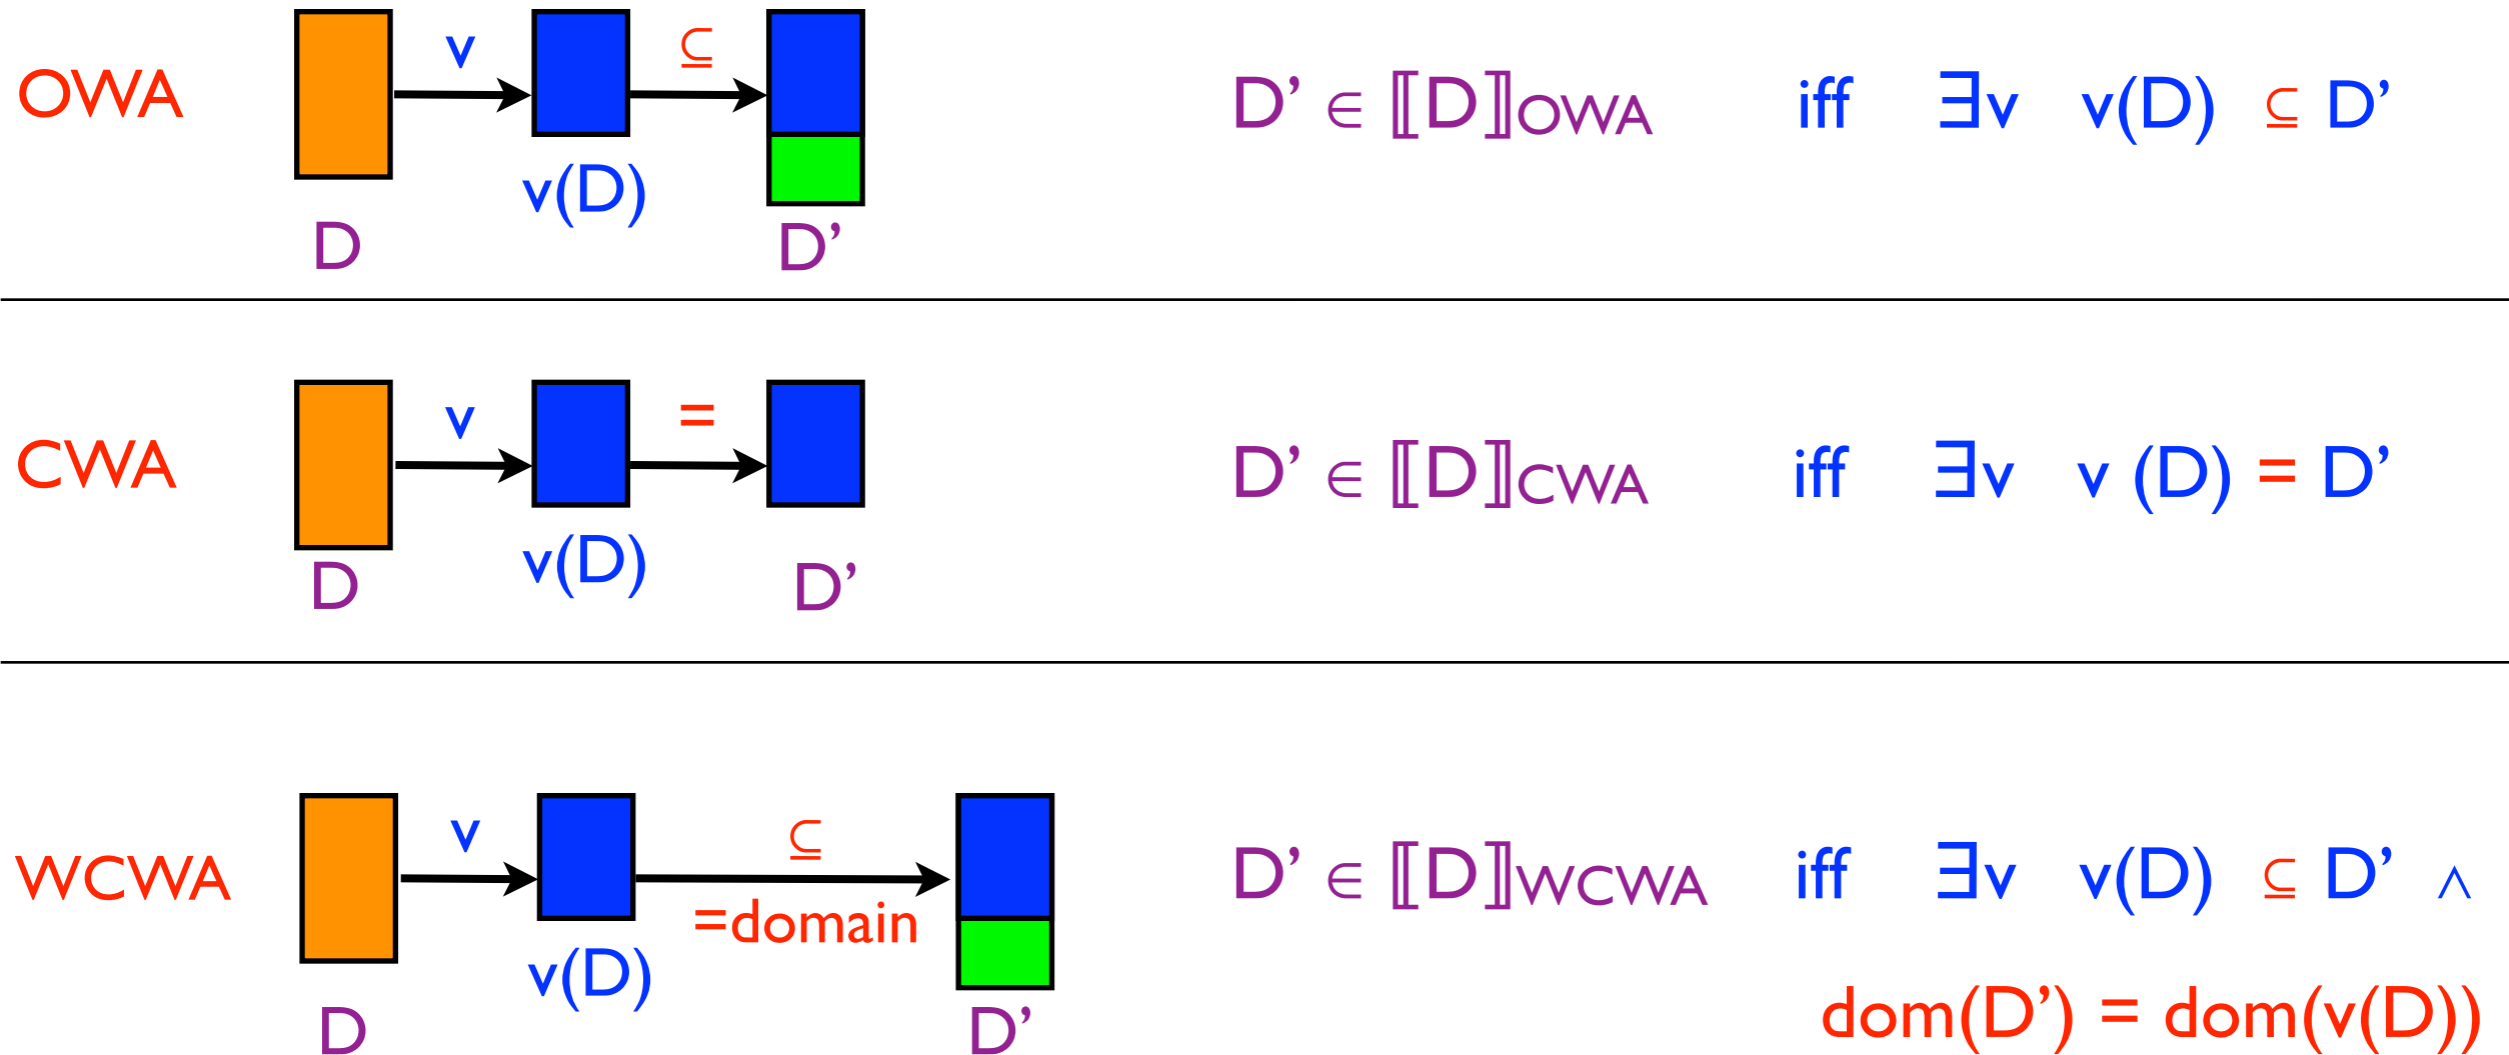 OWA v ⊆ D’ ∈ ⟦D⟧OWA iff ∃v v(D) ⊆ D’
v(D)
D D’
CWA v = D’ ∈ ⟦D⟧CWA iff ∃v v (D) = D’
v(D)
D D’
WCWA v ⊆ D’ ∈ ⟦D⟧WCWA iff ∃v v(D) ⊆ D’ ∧
=domain
v(D)
D D’ dom(D’) = dom(v(D))